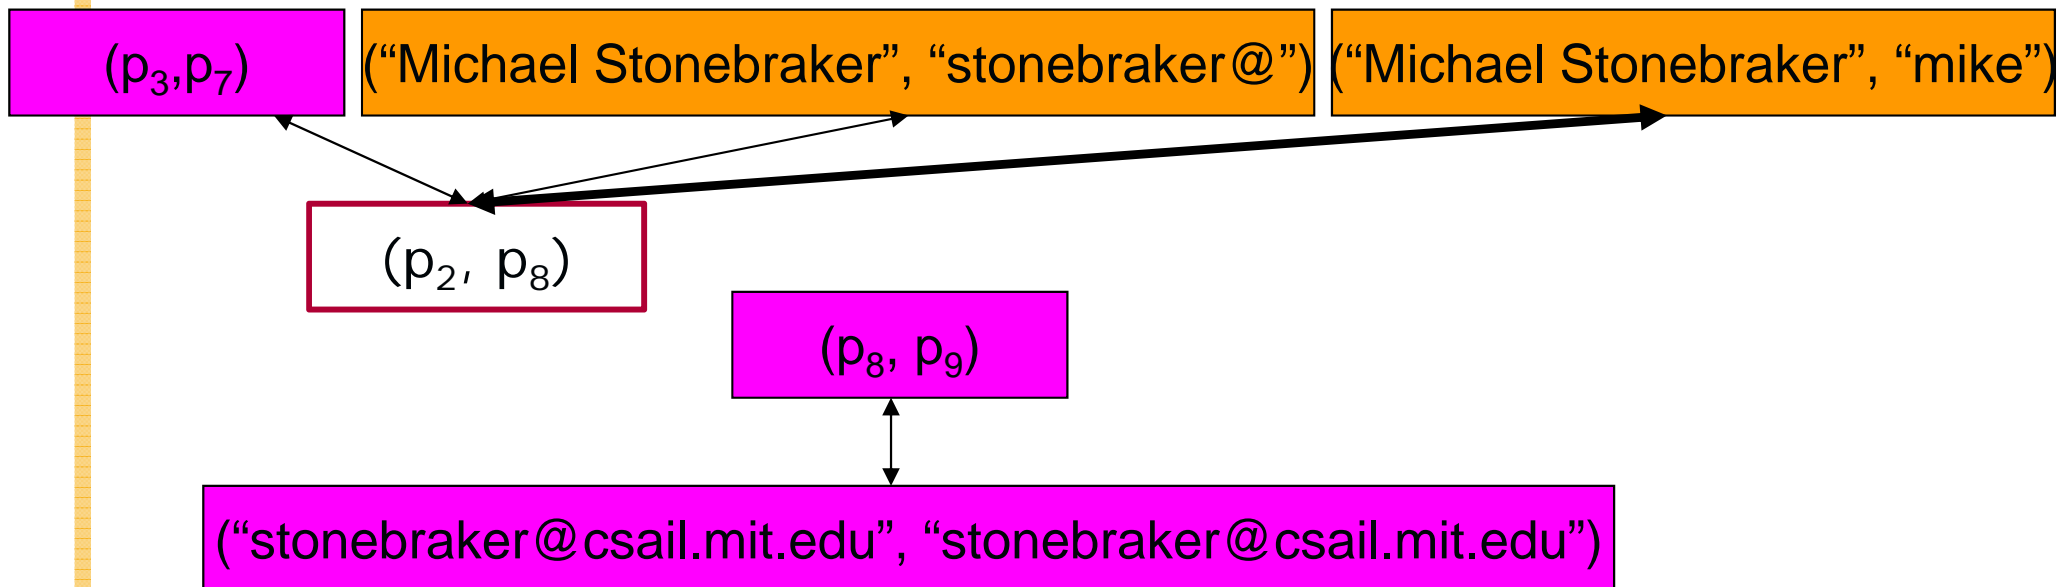 (p₃,p₇) (“Michael Stonebraker”, “stonebraker@”) (“Michael Stonebraker”, “mike”)
(p₂, p₈)
(p₈, p₉)
(“stonebraker@csail.mit.edu”, “stonebraker@csail.mit.edu”)